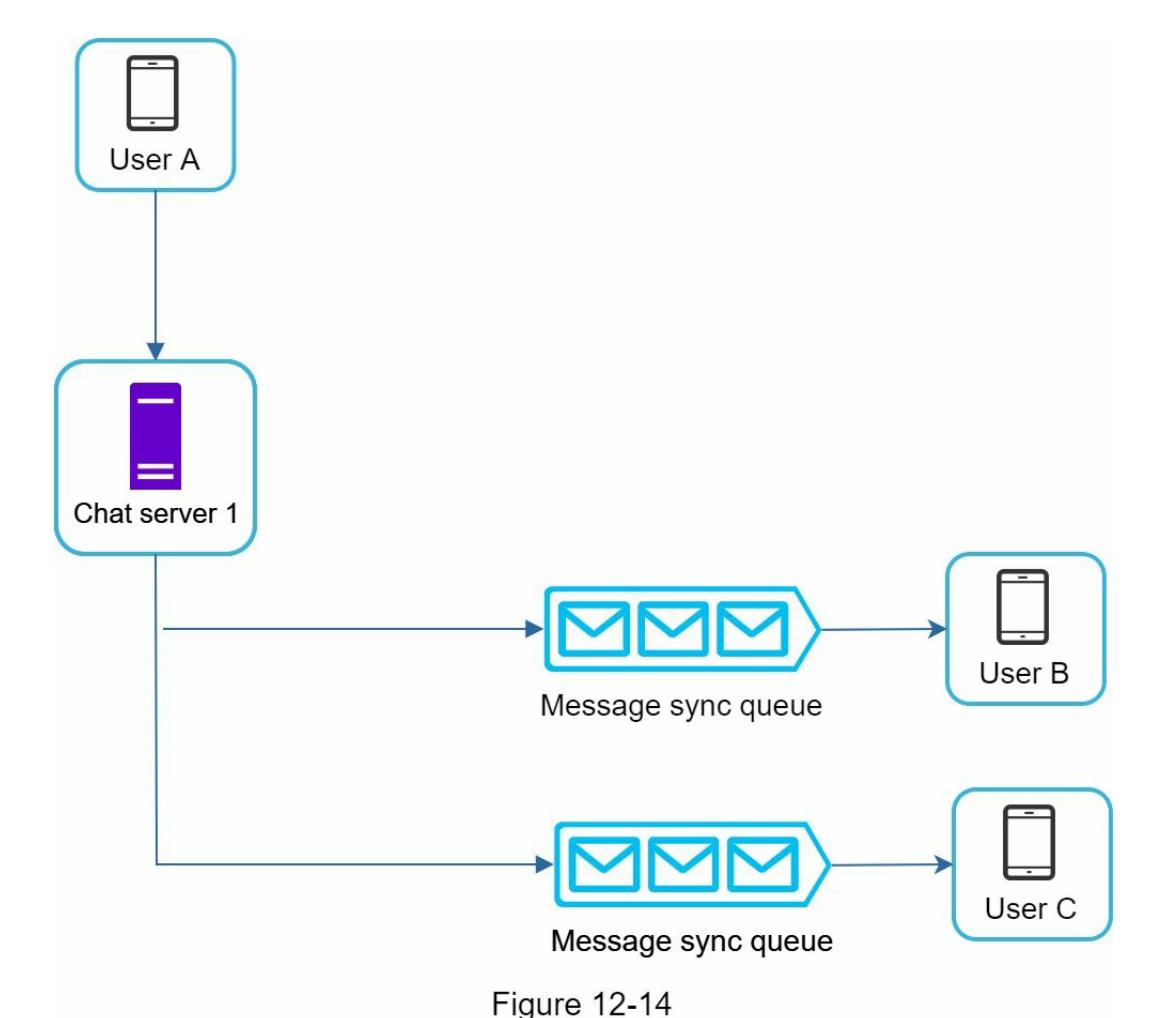 User A
Chat server 1
Message sync queue
User B
Message sync queue
User C
Figure 12-14